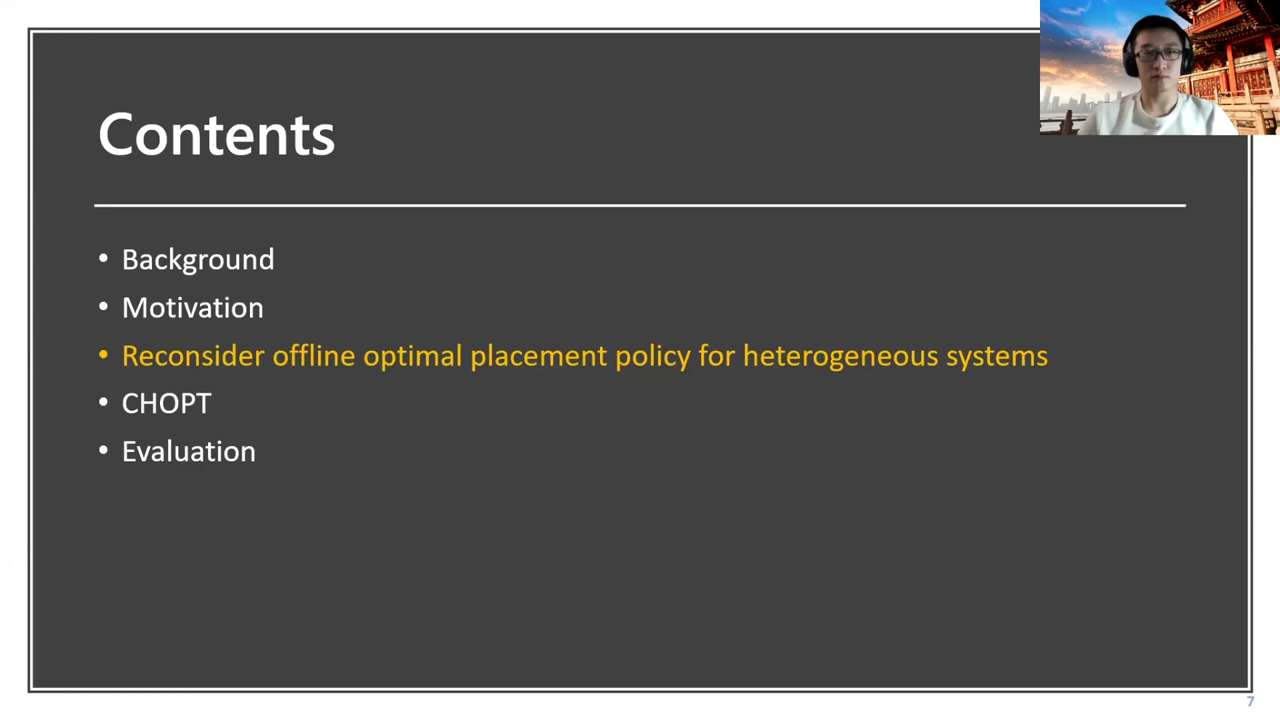 Contents
• Background
• Motivation
• Reconsider offline optimal placement policy for heterogeneous systems
• CHOPT
• Evaluation
7